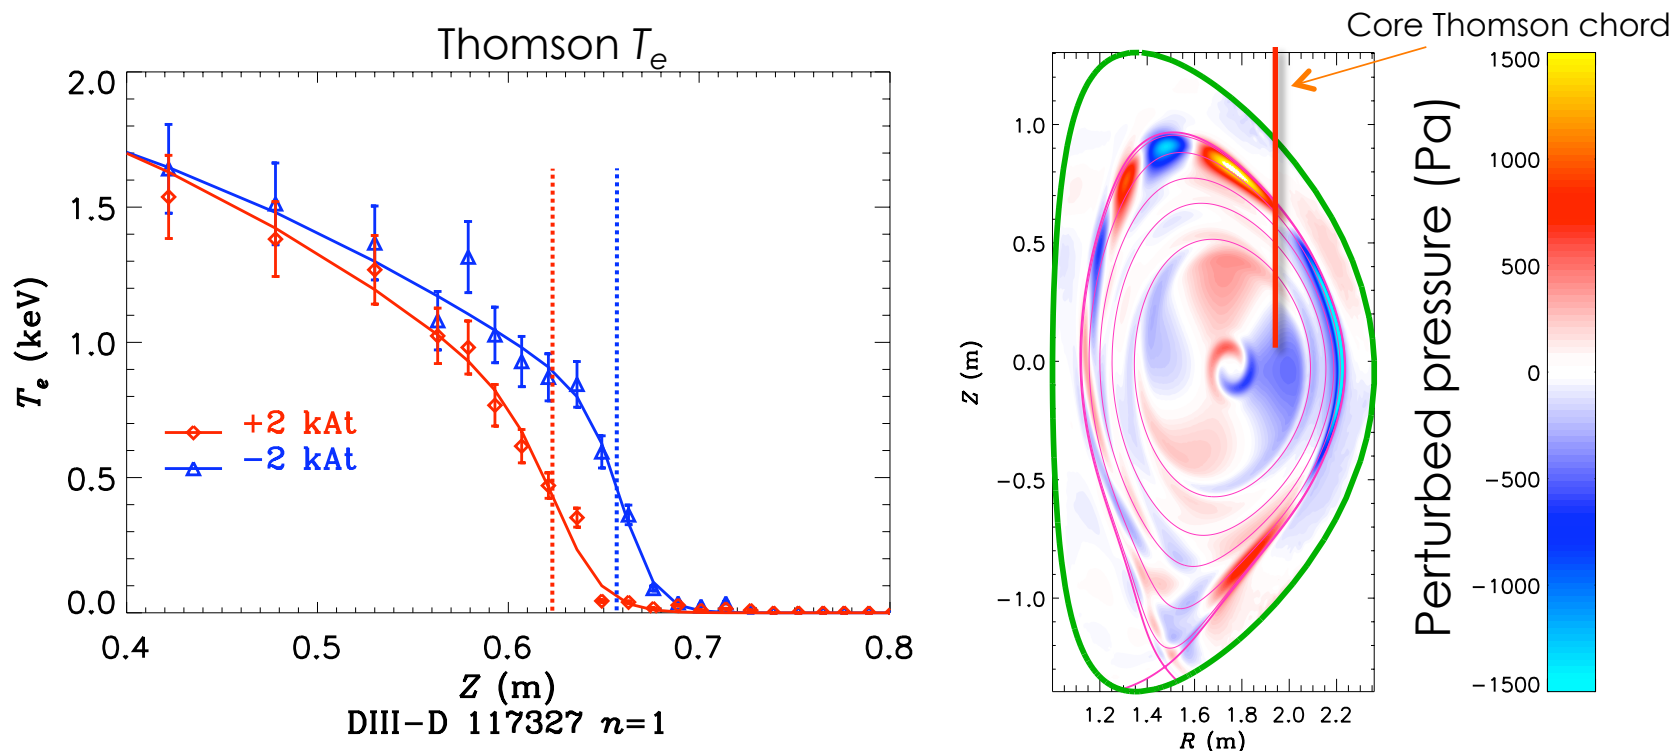 Thomson Te
2.0
1.5
1.0
0.5
0.0
Te (keV)
+2 kAt
−2 kAt
0.4 0.5 0.6 0.7 0.8
Z (m)
DIII−D 117327 n=1
Core Thomson chord
1.0
0.5
0.0
−0.5
−1.0
Z (m)
1.2 1.4 1.6 1.8 2.0 2.2
R (m)
Perturbed pressure (Pa)
1500
1000
500
0
−500
−1000
−1500